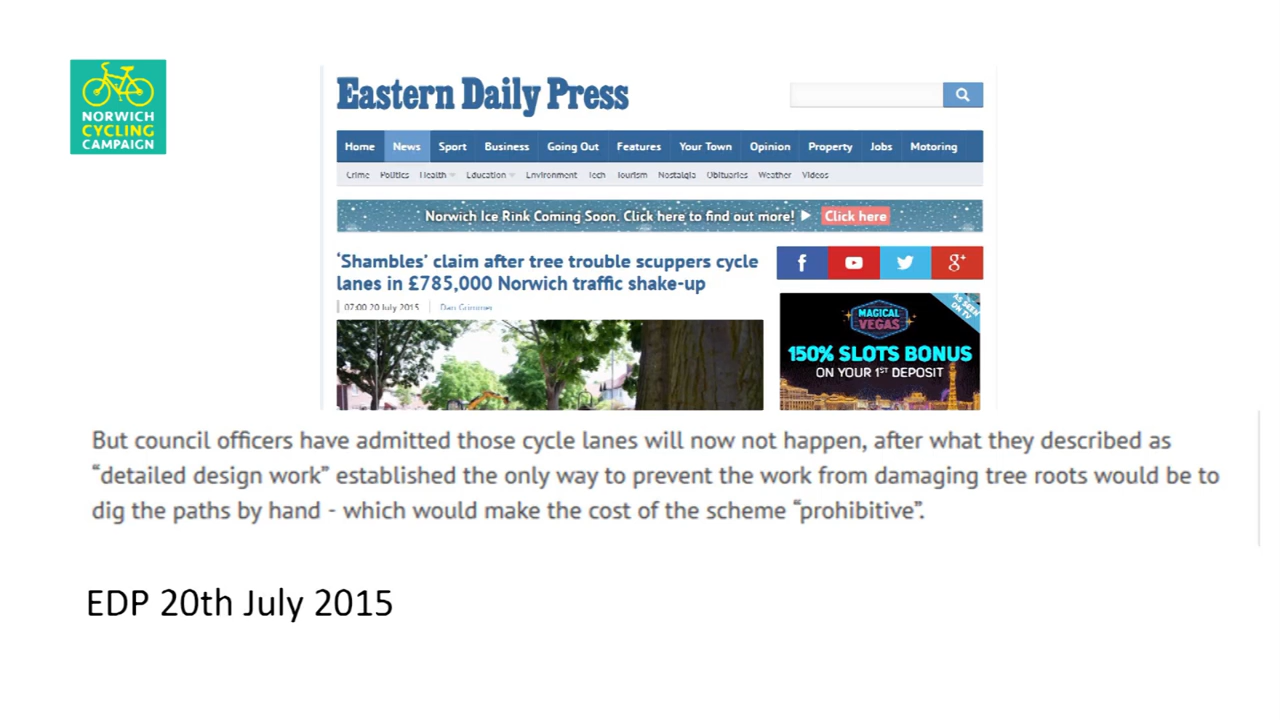 NORWICH
CYCLING
CAMPAIGN
Eastern Daily Press
Home News Sport Business Going Out Features Your Town Opinion Property Jobs Motoring
Crime Politics Health Education Environment Tech Tourism Nostalgia Obituaries Weather Videos
Norwich Ice Rink Coming Soon. Click here to find out more! Click here
‘Shambles’ claim after tree trouble scuppers cycle
lanes in £785,000 Norwich traffic shake-up
07:00 20 July 2015 Dan Grimmer
AS SEEN
ON TV
MAGICAL
VEGAS
150% SLOTS BONUS
ON YOUR 1ST DEPOSIT
But council officers have admitted those cycle lanes will now not happen, after what they described as
“detailed design work” established the only way to prevent the work from damaging tree roots would be to
dig the paths by hand - which would make the cost of the scheme “prohibitive”.
EDP 20th July 2015